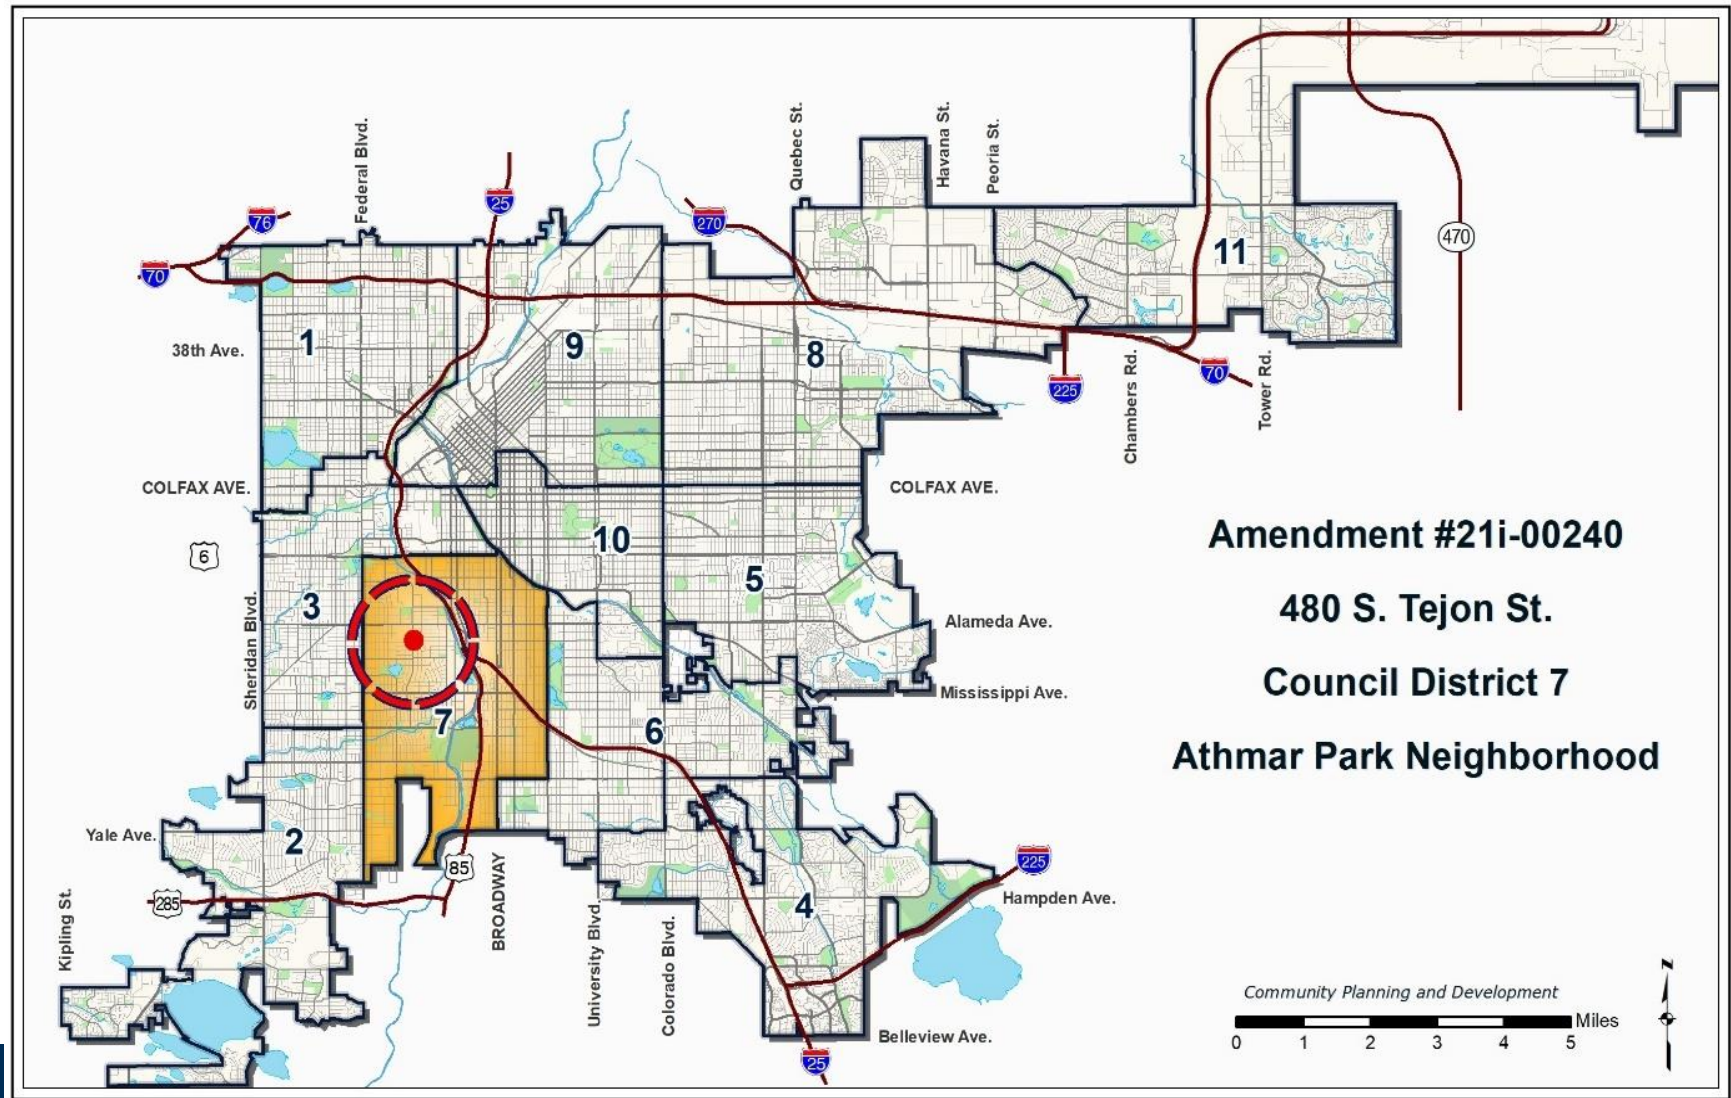 Federal Blvd.
Quebec St.
Havana St.
Peoria St.
76
25
270
70
470
11
1
9
8
38th Ave.
225
70
Chambers Rd.
Tower Rd.
COLFAX AVE.
COLFAX AVE.
6
10
5
3
Sheridan Blvd.
Alameda Ave.
Mississippi Ave.
7
6
Amendment #21i-00240
480 S. Tejon St.
Council District 7
Athmar Park Neighborhood
Yale Ave.
2
85
BROADWAY
225
Hampden Ave.
285
Kipling St.
4
University Blvd.
Colorado Blvd.
Belleview Ave.
25
Community Planning and Development
Miles
0 1 2 3 4 5
N